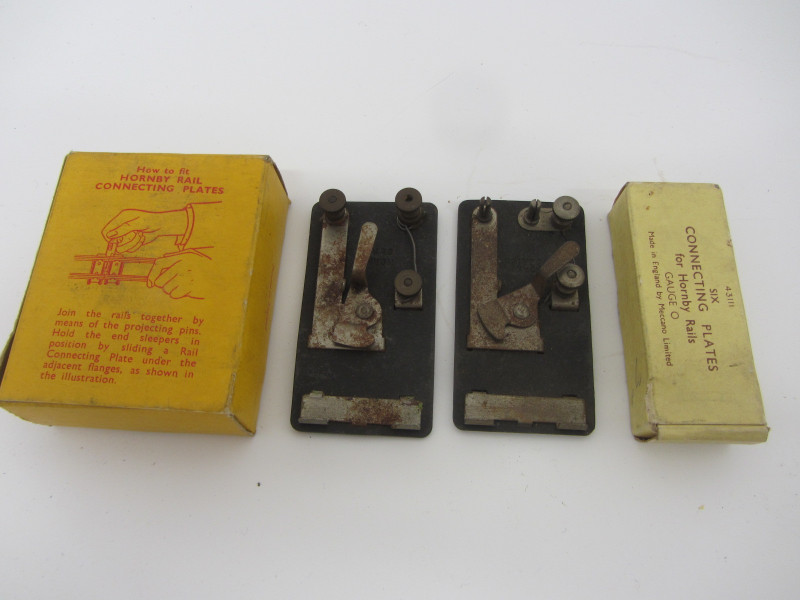 How to fit
HORNBY RAIL
CONNECTING PLATES
Join the rails together by
means of the projecting pins.
Hold the end sleepers in
position by sliding a Rail
Connecting Plate under the
adjacent flanges, as shown in
the illustration.
42111
SIX
CONNECTING PLATES
for Hornby Rails
GAUGE O
Made in England by Meccano Limited